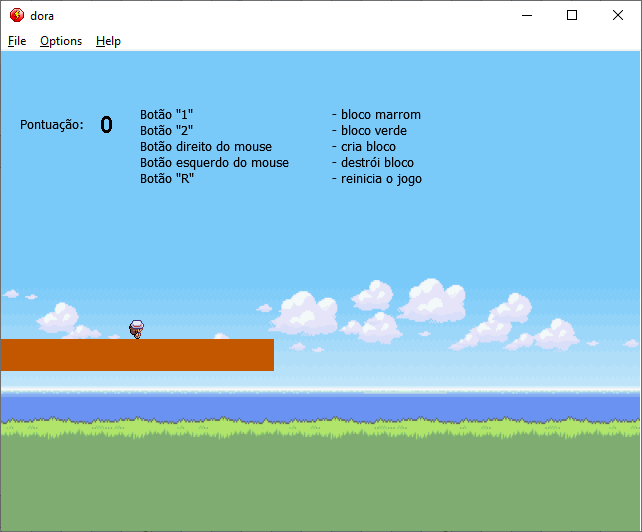 dora
File Options Help
Pontuação: 0
Botão "1" - bloco marrom
Botão "2" - bloco verde
Botão direito do mouse - cria bloco
Botão esquerdo do mouse - destrói bloco
Botão "R" - reinicia o jogo